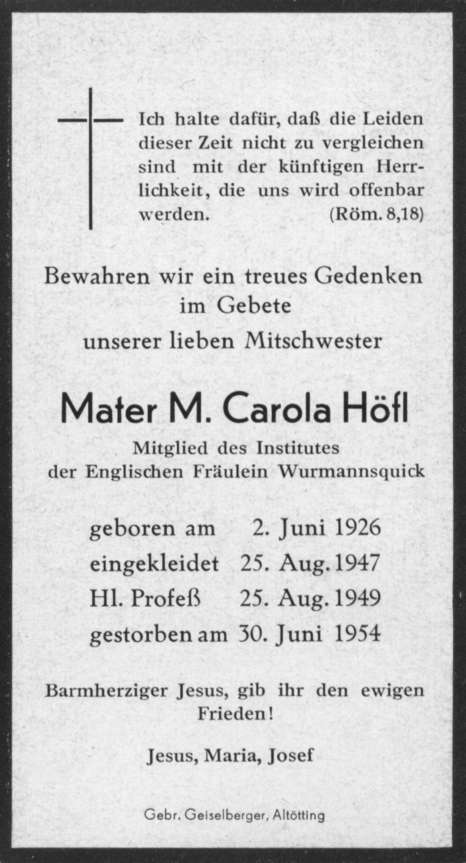 Ich halte dafür, daß die Leiden
dieser Zeit nicht zu vergleichen
sind mit der künftigen Herr-
lichkeit, die uns wird offenbar
werden. (Röm. 8,18)
Bewahren wir ein treues Gedenken
im Gebete
unserer lieben Mitschwester
Mater M. Carola Höfl
Mitglied des Institutes
der Englischen Fräulein Wurmannsquick
geboren am 2. Juni 1926
eingekleidet 25. Aug. 1947
Hl. Profeß 25. Aug. 1949
gestorben am 30. Juni 1954
Barmherziger Jesus, gib ihr den ewigen
Frieden!
Jesus, Maria, Josef
Gebr. Geiselberger, Altötting